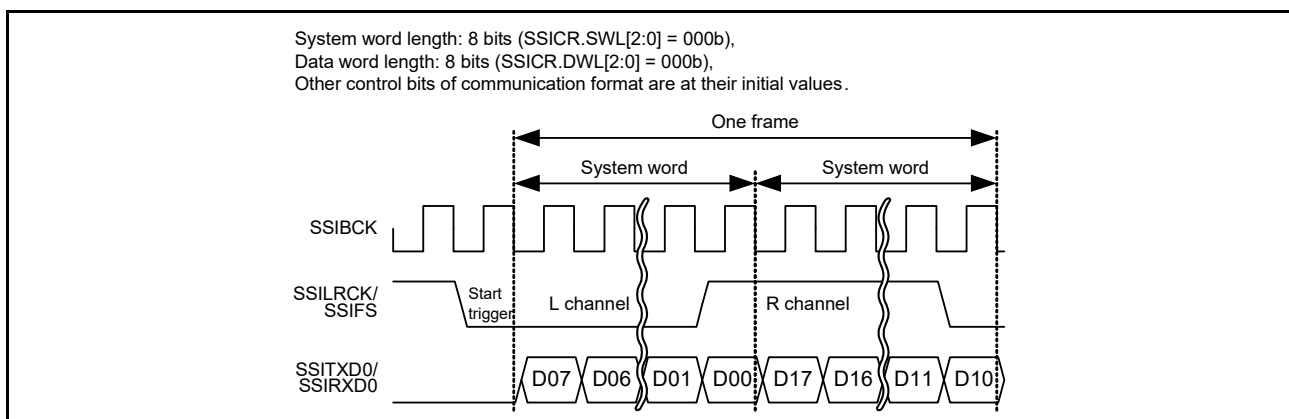 System word length: 8 bits (SSICR.SWL[2:0] = 000b),
Data word length: 8 bits (SSICR.DWL[2:0] = 000b),
Other control bits of communication format are at their initial values.
One frame
System word System word
SSIBCK
SSILRCK/
SSIFS
Start
trigger
L channel R channel
SSITXD0/
SSIRXD0
D07 D06 D01 D00 D17 D16 D11 D10